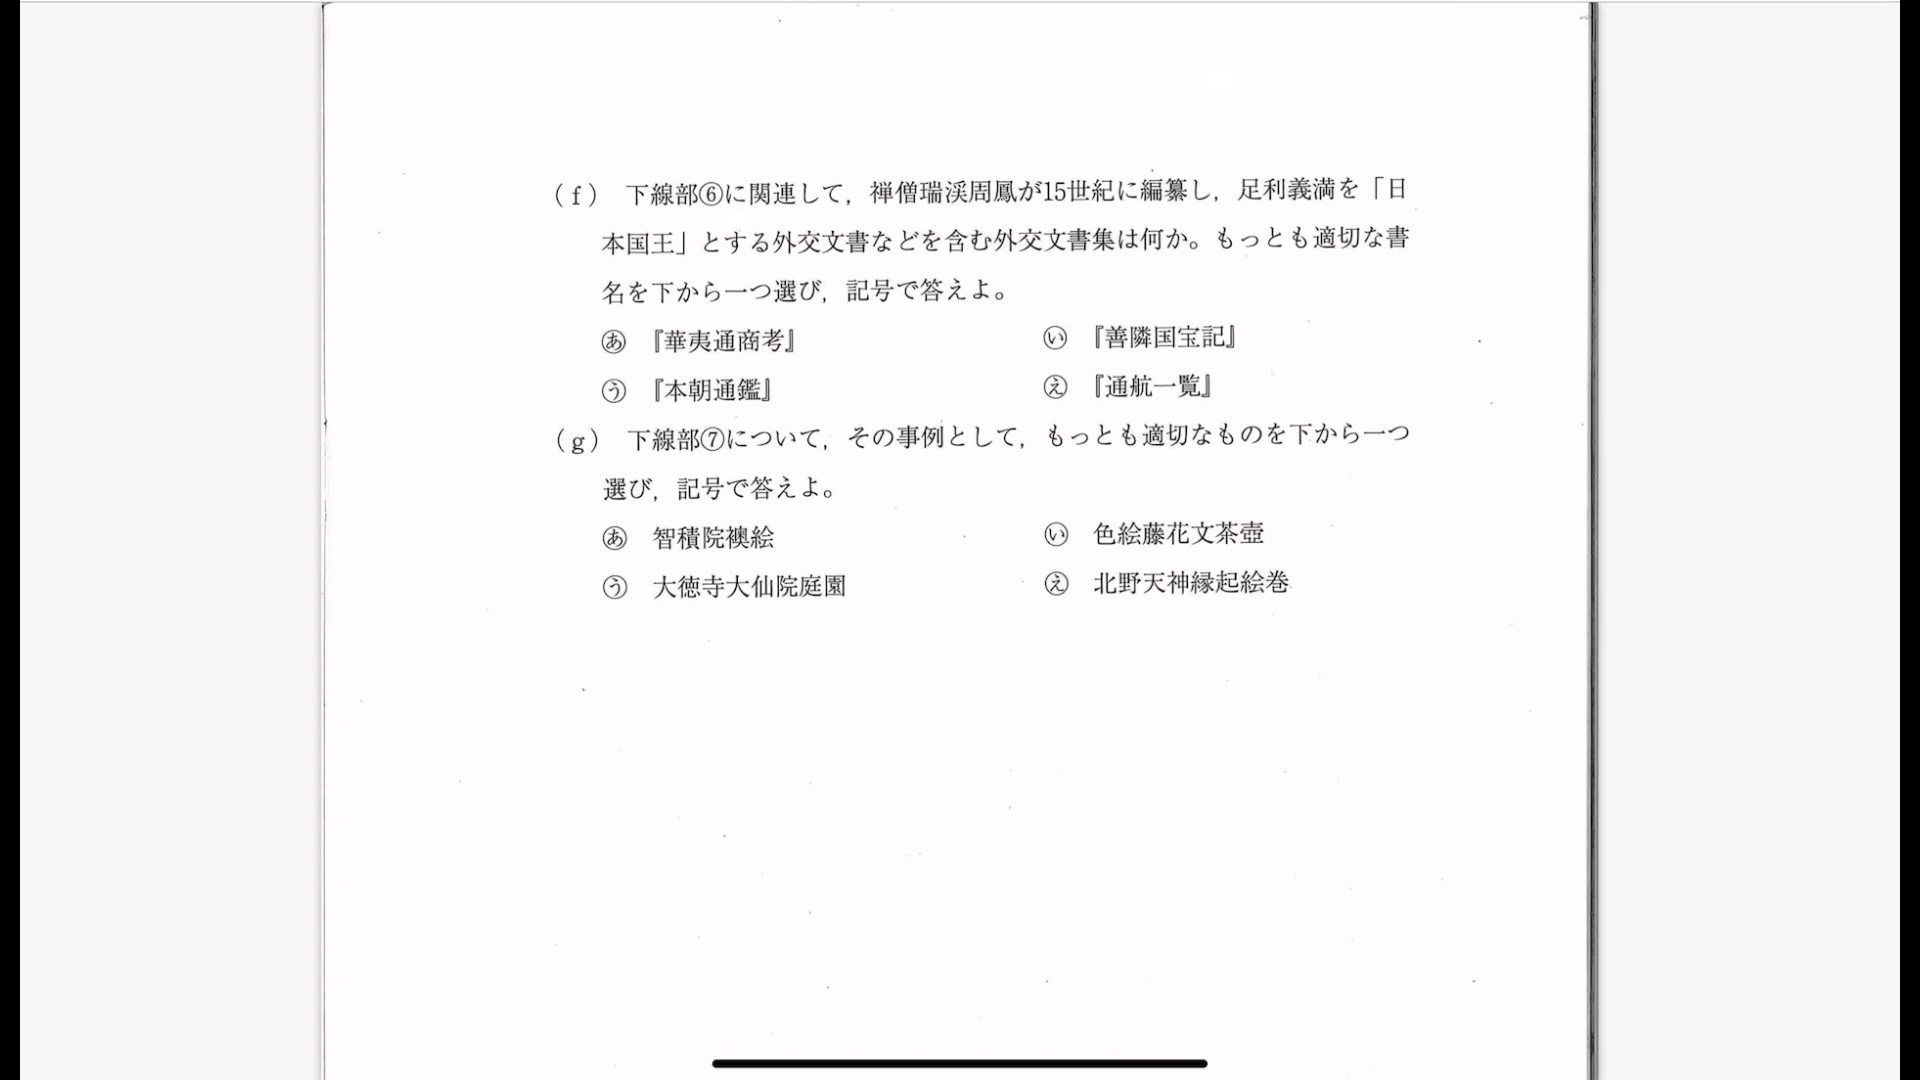 (f) 下線部⑥に関連して，禅僧瑞渓周鳳が15世紀に編纂し，足利義満を「日
本国王」とする外交文書などを含む外交文書集は何か。もっとも適切な書
名を下から一つ選び，記号で答えよ。
㋐ 『華夷通商考』 ㋑ 『善隣国宝記』
㋒ 『本朝通鑑』 ㋓ 『通航一覧』
(g) 下線部⑦について，その事例として，もっとも適切なものを下から一つ
選び，記号で答えよ。
あ 智積院襖絵 い 色絵藤花文茶壺
う 大徳寺大仙院庭園 え 北野天神縁起絵巻